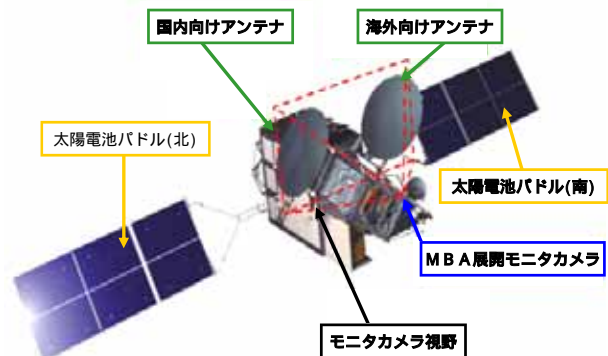 国内向けアンテナ
海外向けアンテナ
太陽電池パドル(北)
太陽電池パドル(南)
MBA展開モニタカメラ
モニタカメラ視野